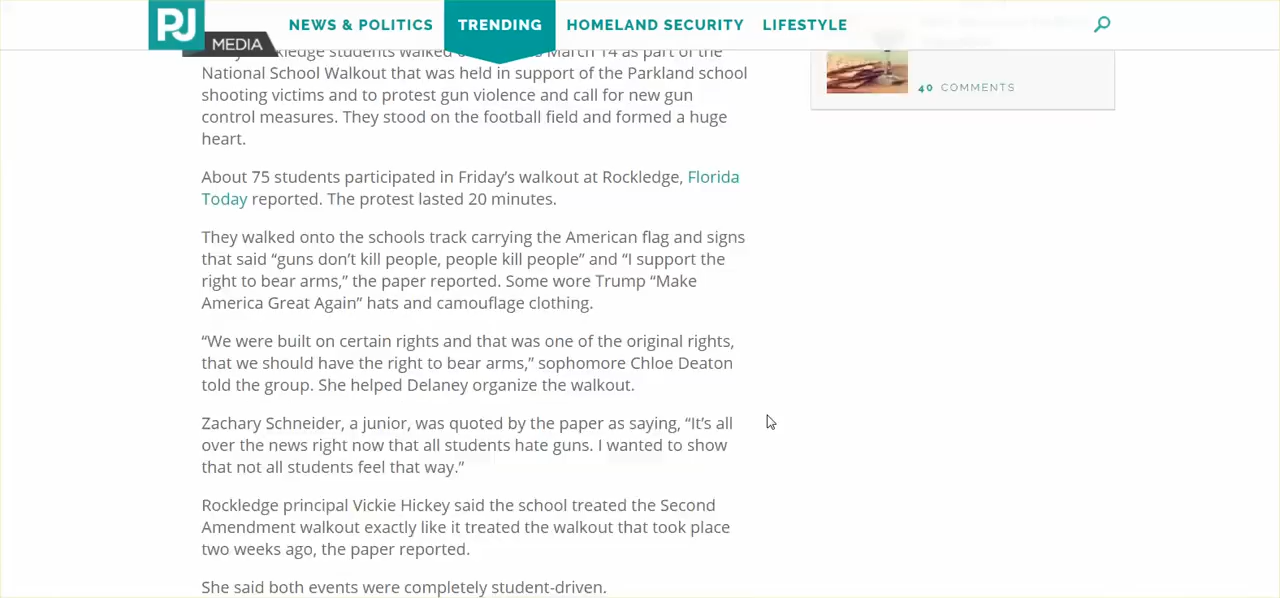 PJ
MEDIA
NEWS & POLITICS
TRENDING
HOMELAND SECURITY
LIFESTYLE
students walked March 14 as part of the
National School Walkout that was held in support of the Parkland school
shooting victims and to protest gun violence and call for new gun
control measures. They stood on the football field and formed a huge
heart.
40 COMMENTS
About 75 students participated in Friday’s walkout at Rockledge, Florida
Today reported. The protest lasted 20 minutes.
They walked onto the schools track carrying the American flag and signs
that said “guns don’t kill people, people kill people” and “I support the
right to bear arms,” the paper reported. Some wore Trump “Make
America Great Again” hats and camouflage clothing.
“We were built on certain rights and that was one of the original rights,
that we should have the right to bear arms,” sophomore Chloe Deaton
told the group. She helped Delaney organize the walkout.
Zachary Schneider, a junior, was quoted by the paper as saying, “It’s all
over the news right now that all students hate guns. I wanted to show
that not all students feel that way.”
Rockledge principal Vickie Hickey said the school treated the Second
Amendment walkout exactly like it treated the walkout that took place
two weeks ago, the paper reported.
She said both events were completely student-driven.